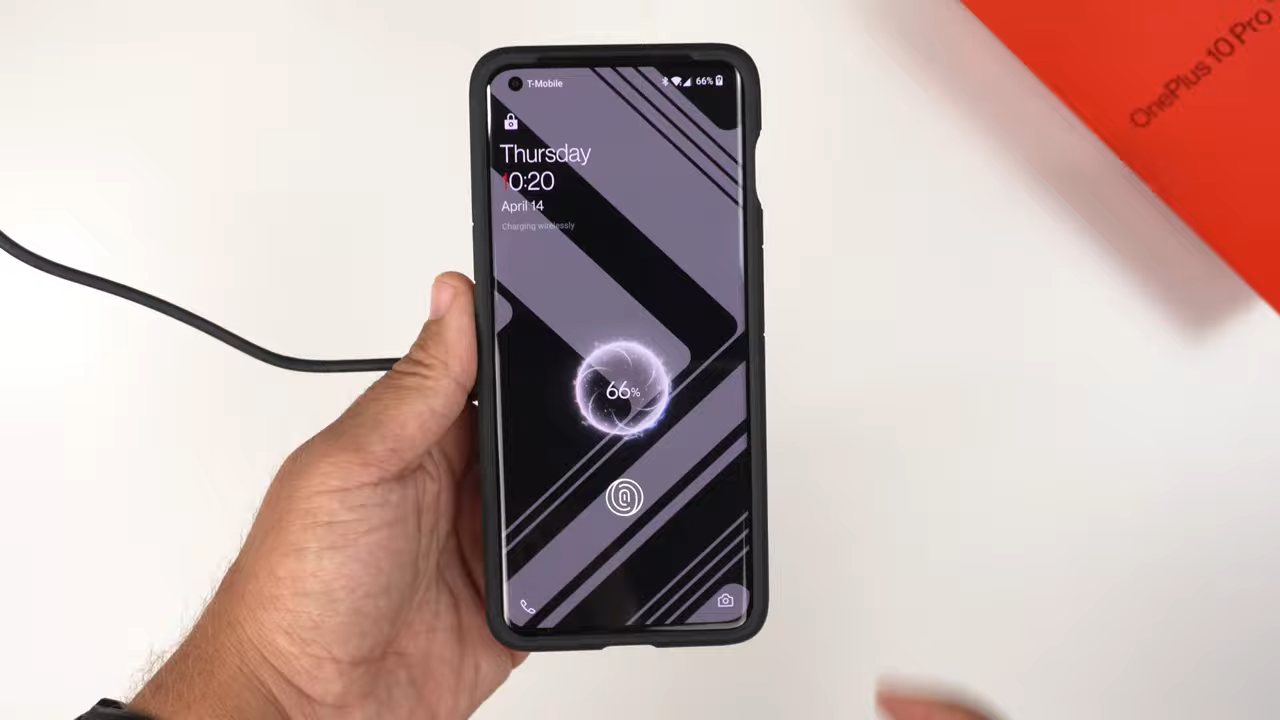 T-Mobile
66%
Thursday
10:20
April 14
Charging wirelessly
66%
OnePlus 10 Pro